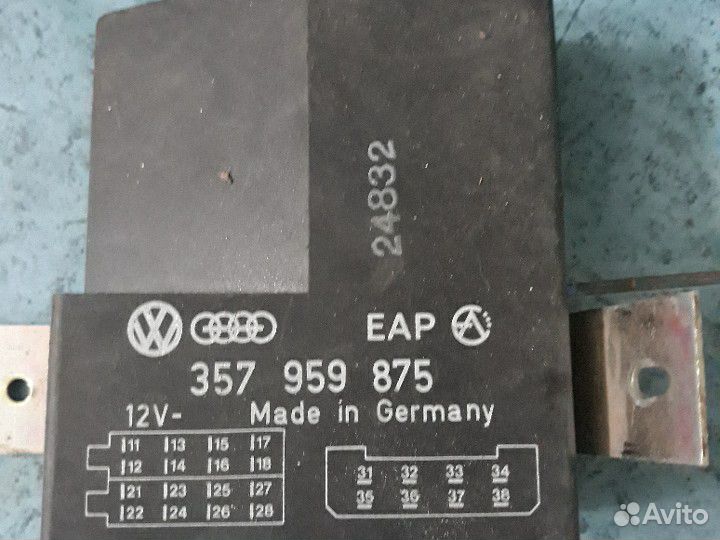 24832
VW
EAP
357 959 875
12V- Made in Germany
11 13 15 17
12 14 16 18
21 23 25 27
22 24 26 28
31 32 33 34
35 36 37 38
Avito